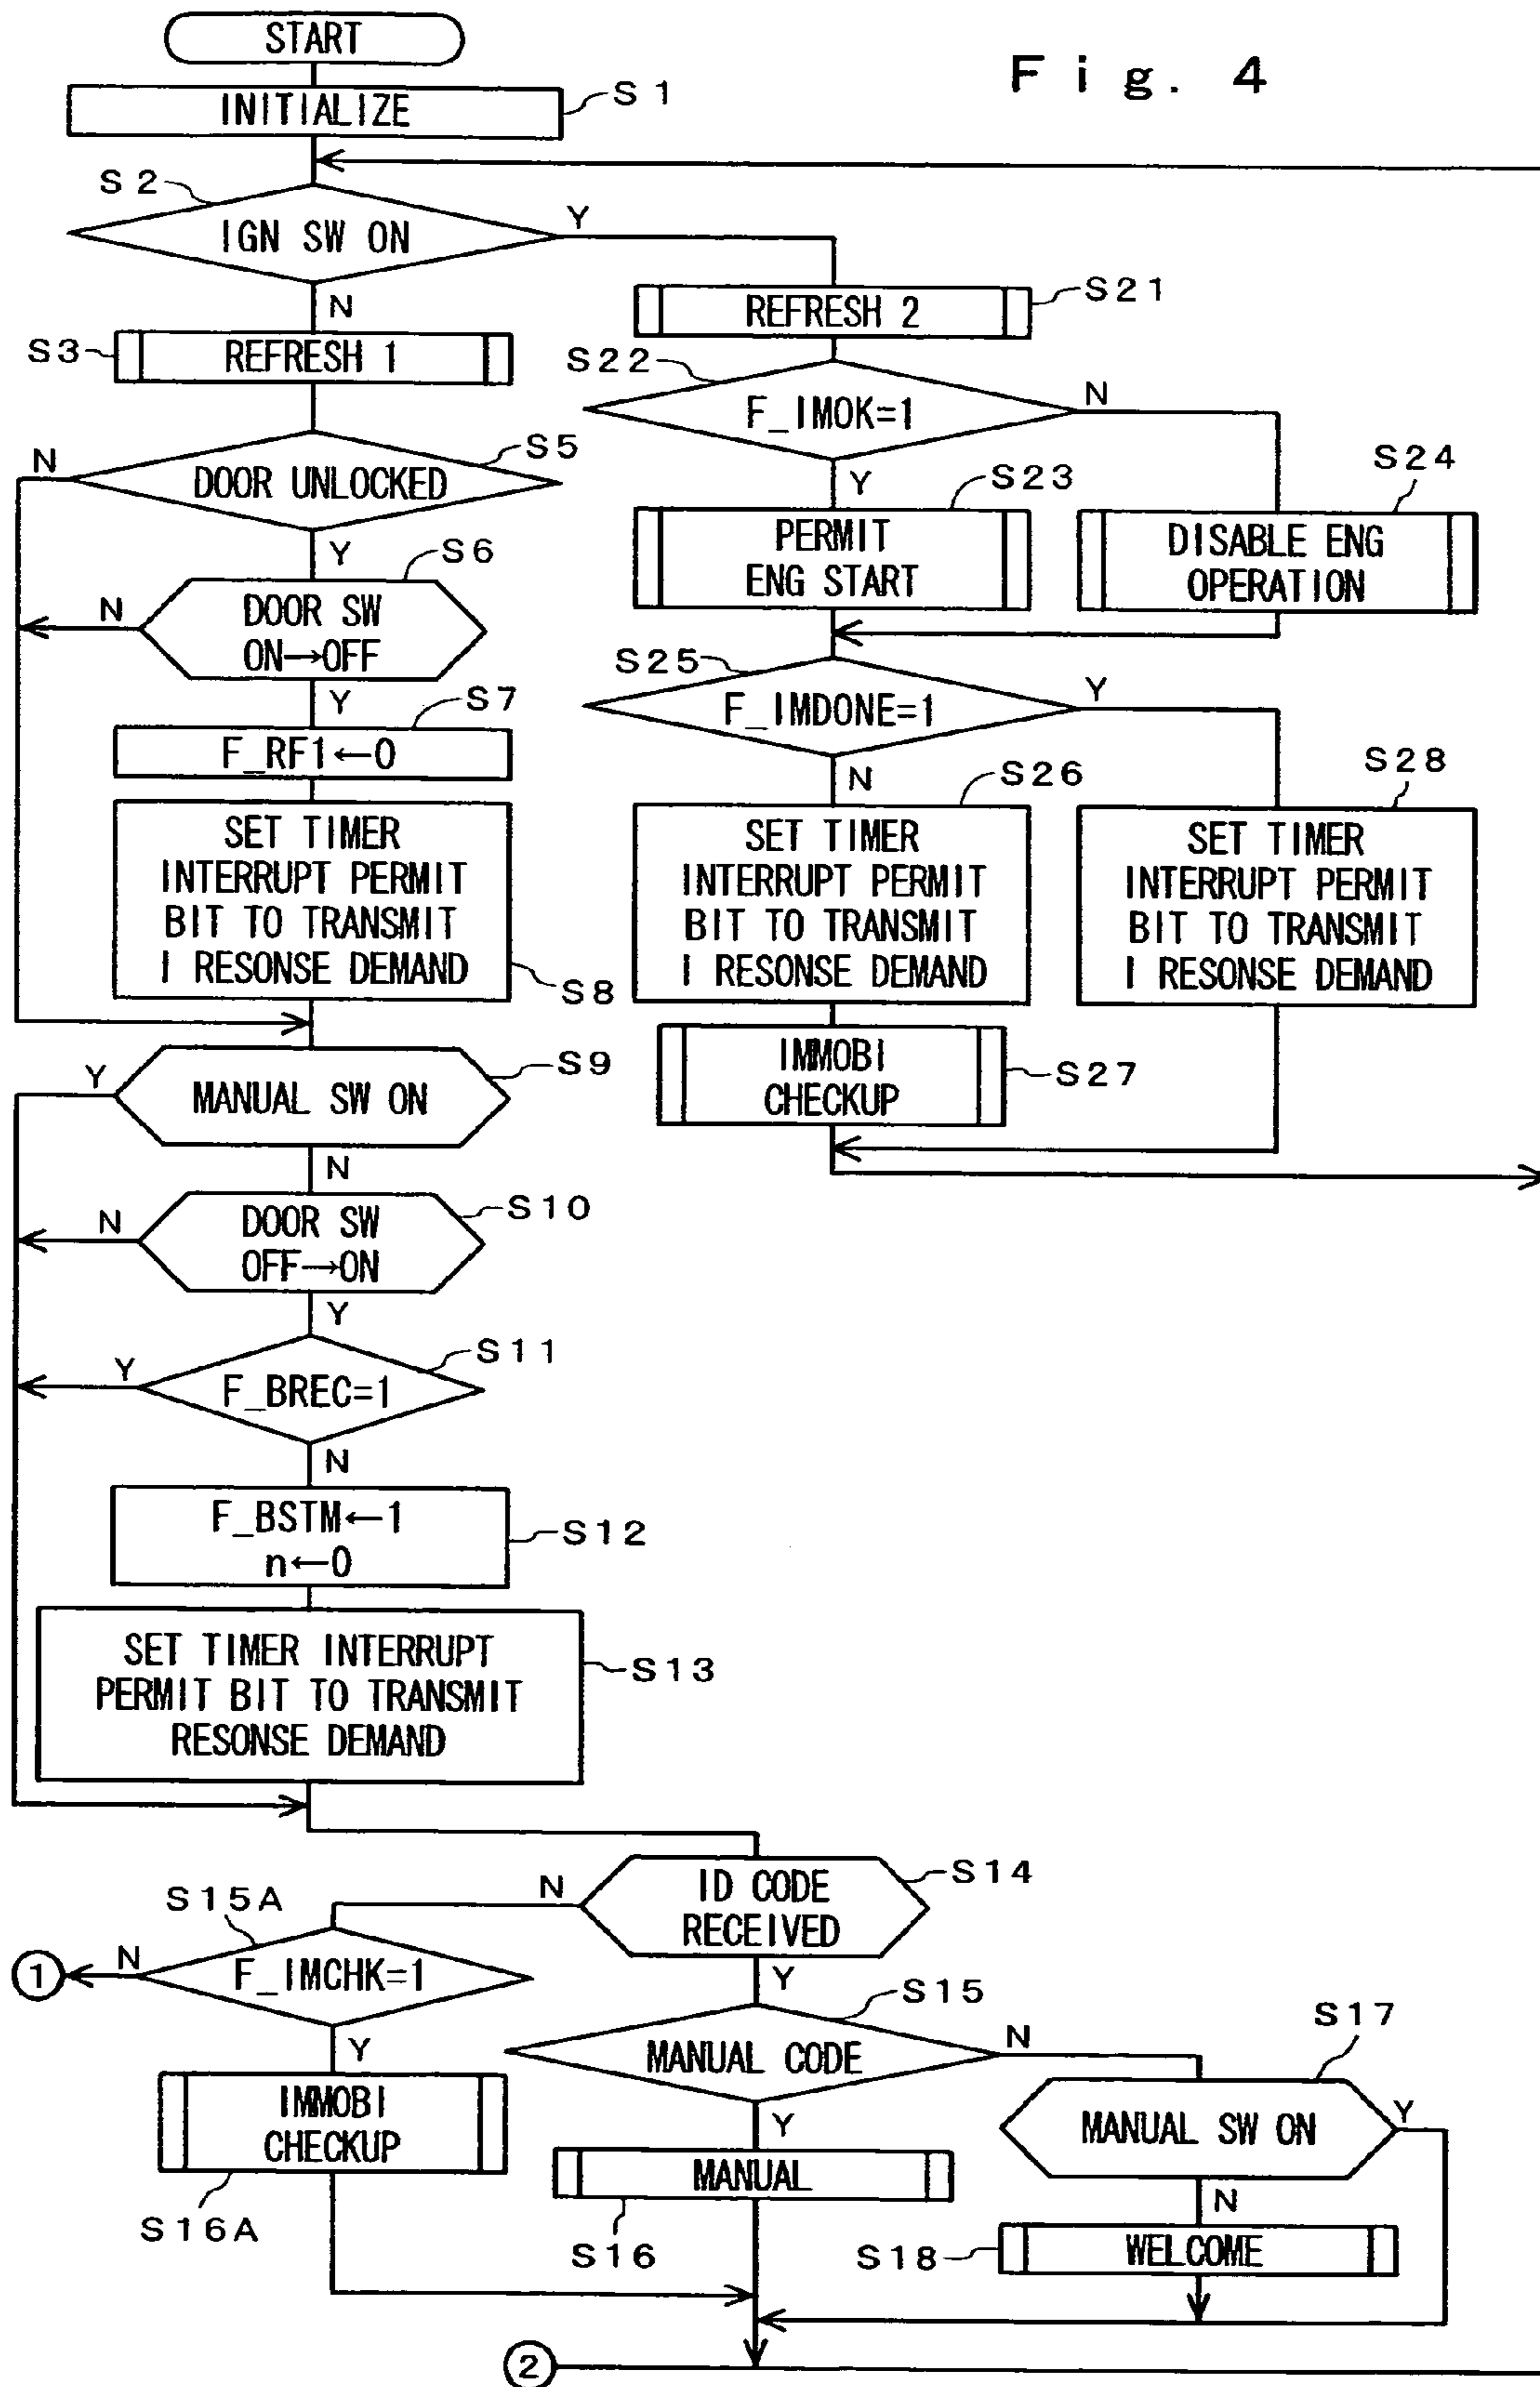 Fig. 4
START
INITIALIZE
S1
S2
IGN SW ON
Y
N
S3
REFRESH 1
N
S5
DOOR UNLOCKED
Y
S6
N
DOOR SW
ON→OFF
Y
S7
F_RF1←0
SET TIMER
INTERRUPT PERMIT
BIT TO TRANSMIT
I RESONSE DEMAND
S8
S9
Y
MANUAL SW ON
N
S10
N
DOOR SW
OFF→ON
Y
S11
Y
F_BREC=1
N
F_BSTM←1
n←0
S12
SET TIMER INTERRUPT
PERMIT BIT TO TRANSMIT
RESONSE DEMAND
S13
REFRESH 2
S21
S22
F_IMOK=1
N
Y
S23
PERMIT
ENG START
S24
DISABLE ENG
OPERATION
S25
F_IMDONE=1
Y
N
S26
SET TIMER
INTERRUPT PERMIT
BIT TO TRANSMIT
I RESONSE DEMAND
S28
SET TIMER
INTERRUPT PERMIT
BIT TO TRANSMIT
I RESONSE DEMAND
IMMOBI
CHECKUP
S27
S14
N
ID CODE
RECEIVED
Y
S15A
1
N
F_IMCHK=1
Y
IMMOBI
CHECKUP
S16A
S15
MANUAL CODE
N
Y
MANUAL
S16
S17
MANUAL SW ON
Y
N
S18
WELCOME
2